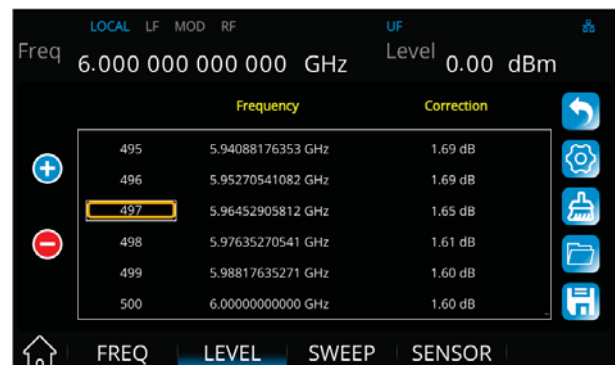 LOCAL LF MOD RF UF
Freq 6.000 000 000 000 GHz Level 0.00 dBm
Frequency Correction
495 5.94088176353 GHz 1.69 dB
496 5.95270541082 GHz 1.69 dB
497 5.96452905812 GHz 1.65 dB
498 5.97635270541 GHz 1.61 dB
499 5.98817635271 GHz 1.60 dB
500 6.00000000000 GHz 1.60 dB
FREQ LEVEL SWEEP SENSOR